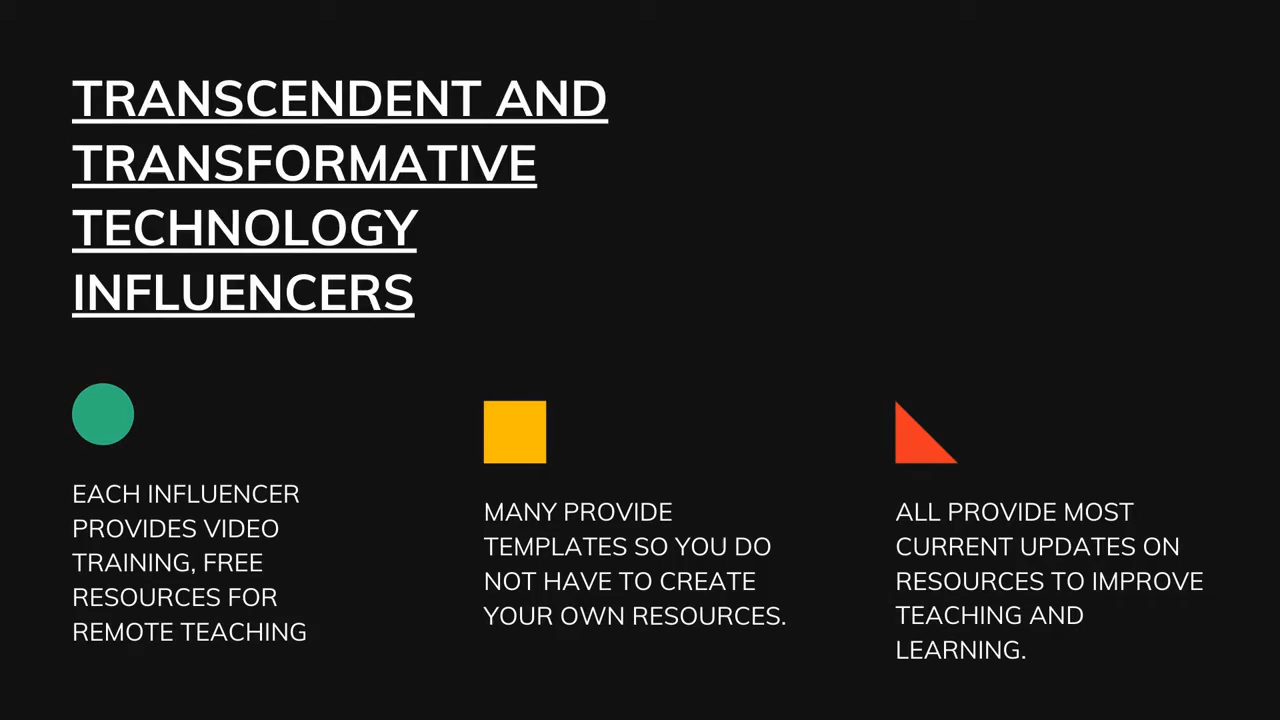 TRANSCENDENT AND
TRANSFORMATIVE
TECHNOLOGY
INFLUENCERS
EACH INFLUENCER
PROVIDES VIDEO
TRAINING, FREE
RESOURCES FOR
REMOTE TEACHING
MANY PROVIDE
TEMPLATES SO YOU DO
NOT HAVE TO CREATE
YOUR OWN RESOURCES.
ALL PROVIDE MOST
CURRENT UPDATES ON
RESOURCES TO IMPROVE
TEACHING AND
LEARNING.